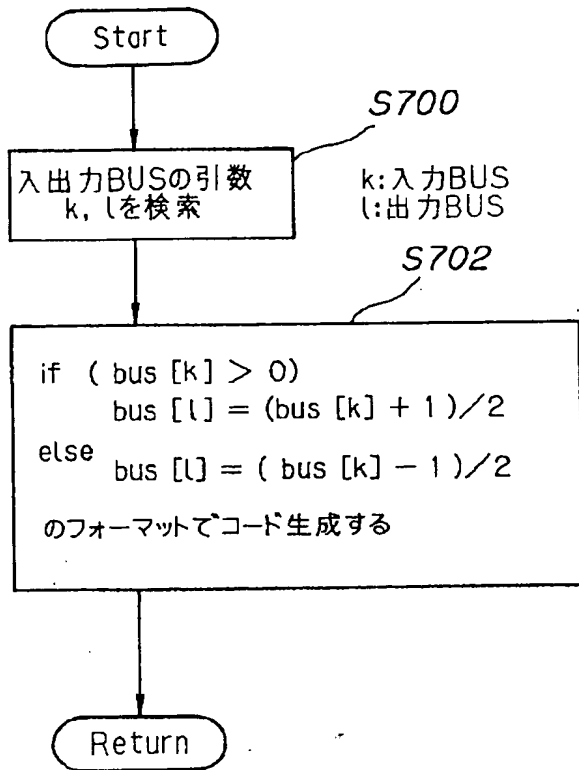 Start
S700
入出力BUSの引数
k, lを検索
k:入力BUS
l:出力BUS
S702
if ( bus [k] > 0)
bus [l] = (bus [k] + 1 )/2
else
bus [l] = ( bus [k] − 1 )/2
のフォーマットでコード生成する
Return